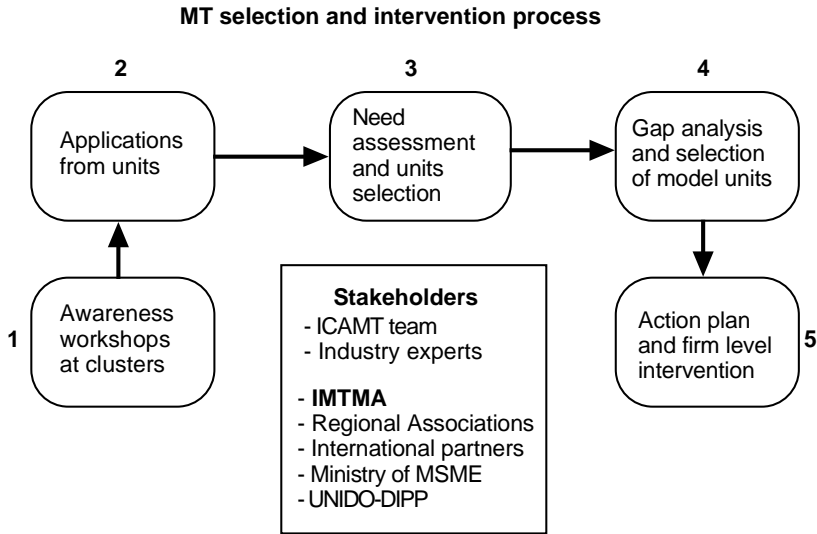 MT selection and intervention process
2
3
4
Applications
from units
Need
assessment
and units
selection
Gap analysis
and selection
of model units
1
Awareness
workshops
at clusters
Stakeholders
- ICAMT team
- Industry experts
- IMTMA
- Regional Associations
- International partners
- Ministry of MSME
- UNIDO-DIPP
Action plan
and firm level
intervention
5